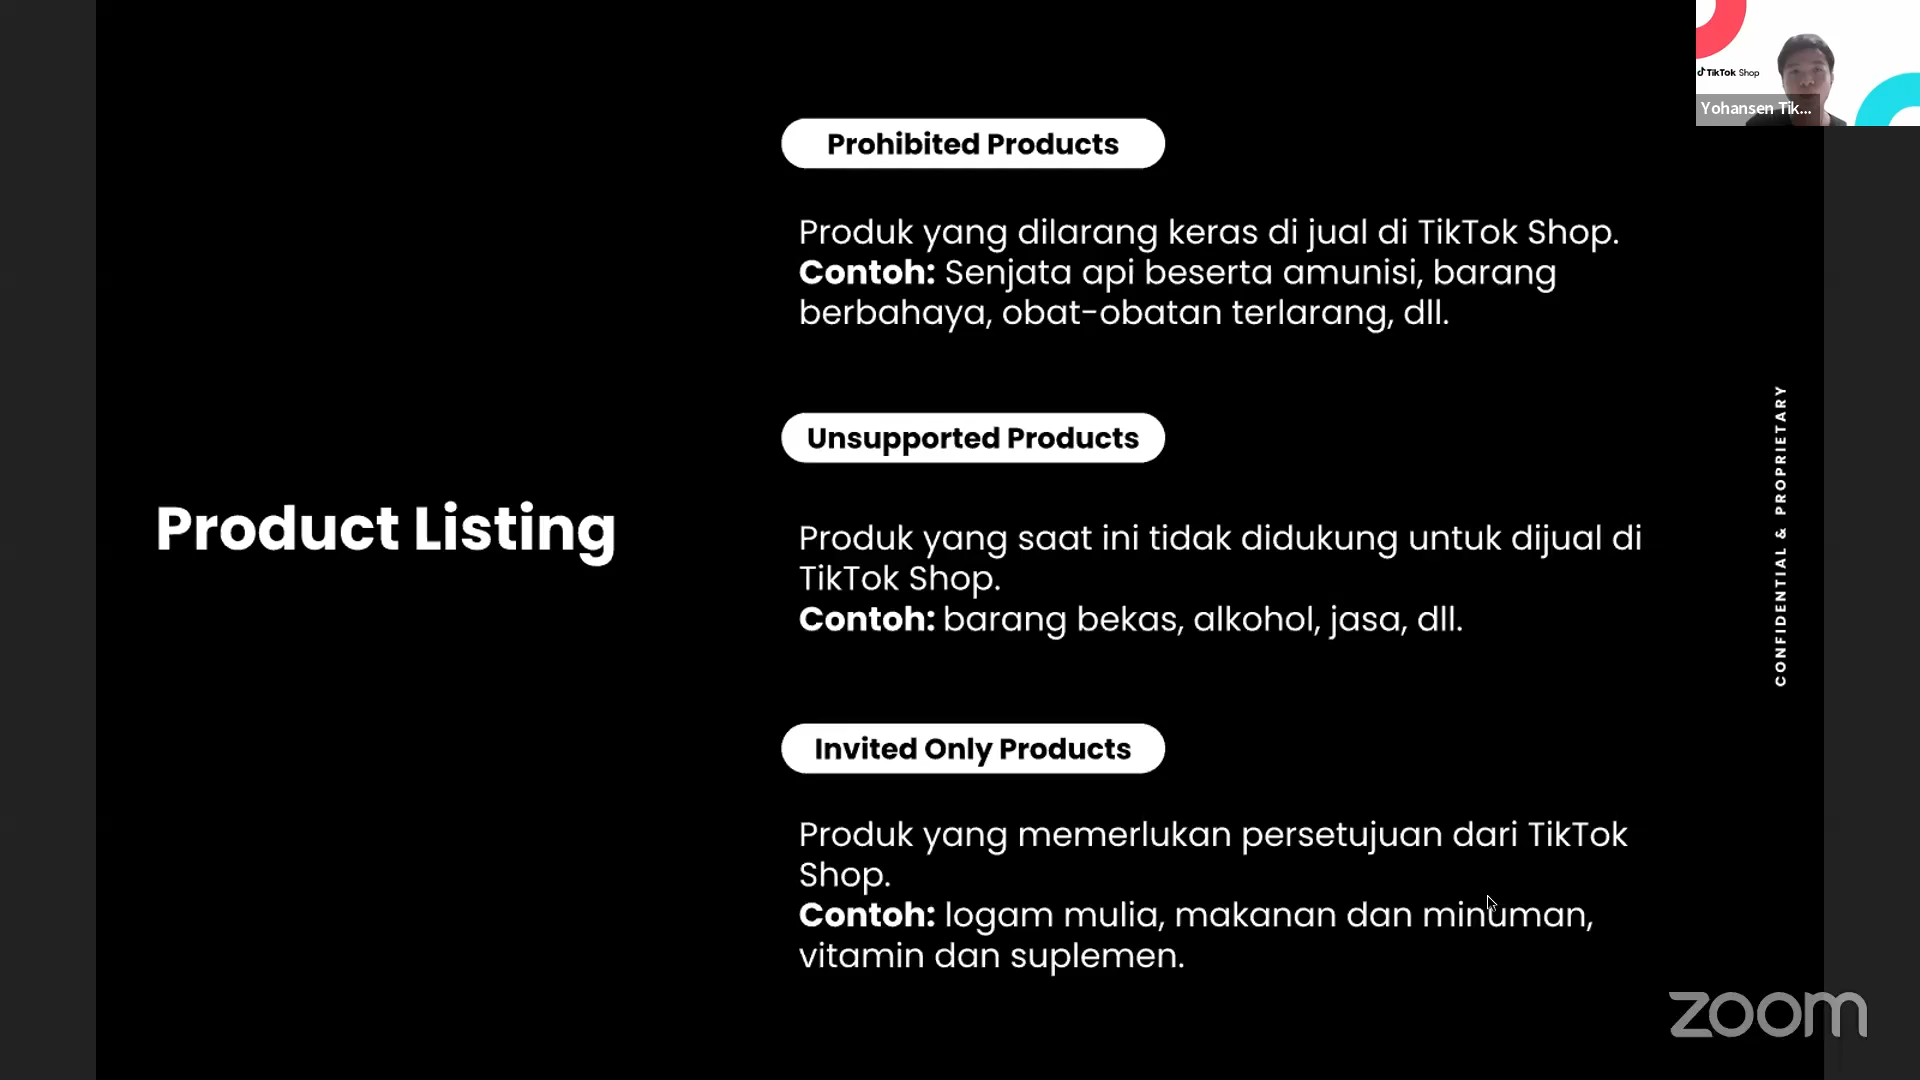 TikTok Shop
Yohansen Tik...
Prohibited Products
Produk yang dilarang keras di jual di TikTok Shop.
Contoh: Senjata api beserta amunisi, barang
berbahaya, obat-obatan terlarang, dll.
Unsupported Products
Product Listing
Produk yang saat ini tidak didukung untuk dijual di
TikTok Shop.
Contoh: barang bekas, alkohol, jasa, dll.
Invited Only Products
Produk yang memerlukan persetujuan dari TikTok
Shop.
Contoh: logam mulia, makanan dan minuman,
vitamin dan suplemen.
CONFIDENTIAL & PROPRIETARY
zoom